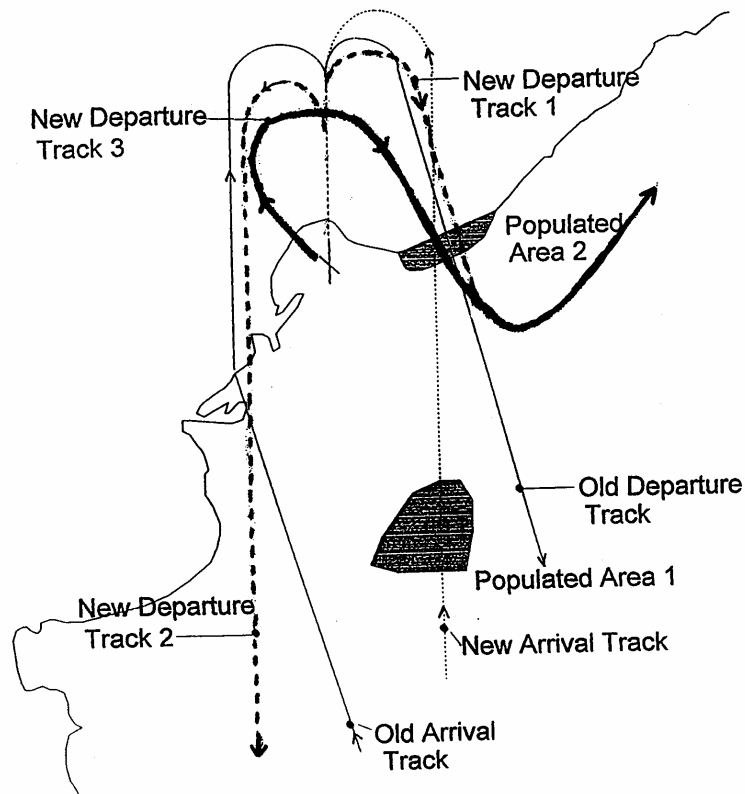 New Departure
Track 1
New Departure
Track 3
Populated
Area 2
Old Departure
Track
Populated Area 1
New Departure
Track 2
New Arrival Track
Old Arrival
Track